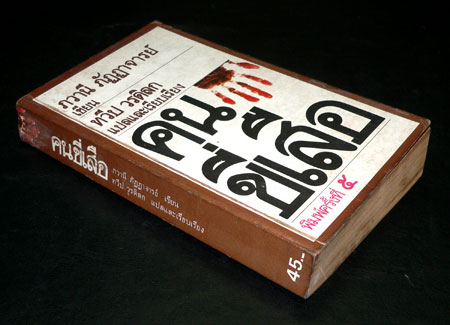 ภวานี ภัฏฏาจารย์
เขียน
ทวีป วรดิลก
แปลและเรียบเรียง
คน
ขี่เสือ
พิมพ์ครั้งที่ ๕
คนขี่เสือ
ภวานี ภัฏฏาจารย์ เขียน
ทวีป วรดิลก แปลและเรียบเรียง
45.-